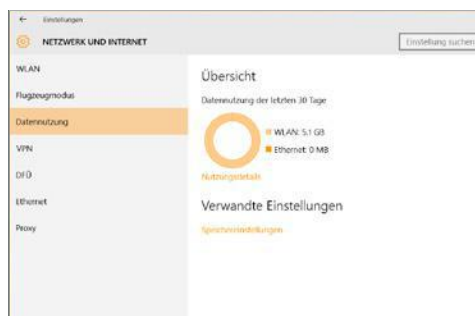 Einstellungen
NETZWERK UND INTERNET
Einstellung suchen
WLAN
Flugzeugmodus
Datennutzung
VPN
DFÜ
Ethernet
Proxy
Übersicht
Datennutzung der letzten 30 Tage
WLAN: 5.1 GB
Ethernet: 0 MB
Nutzungsdetails
Verwandte Einstellungen
Speichereinstellungen